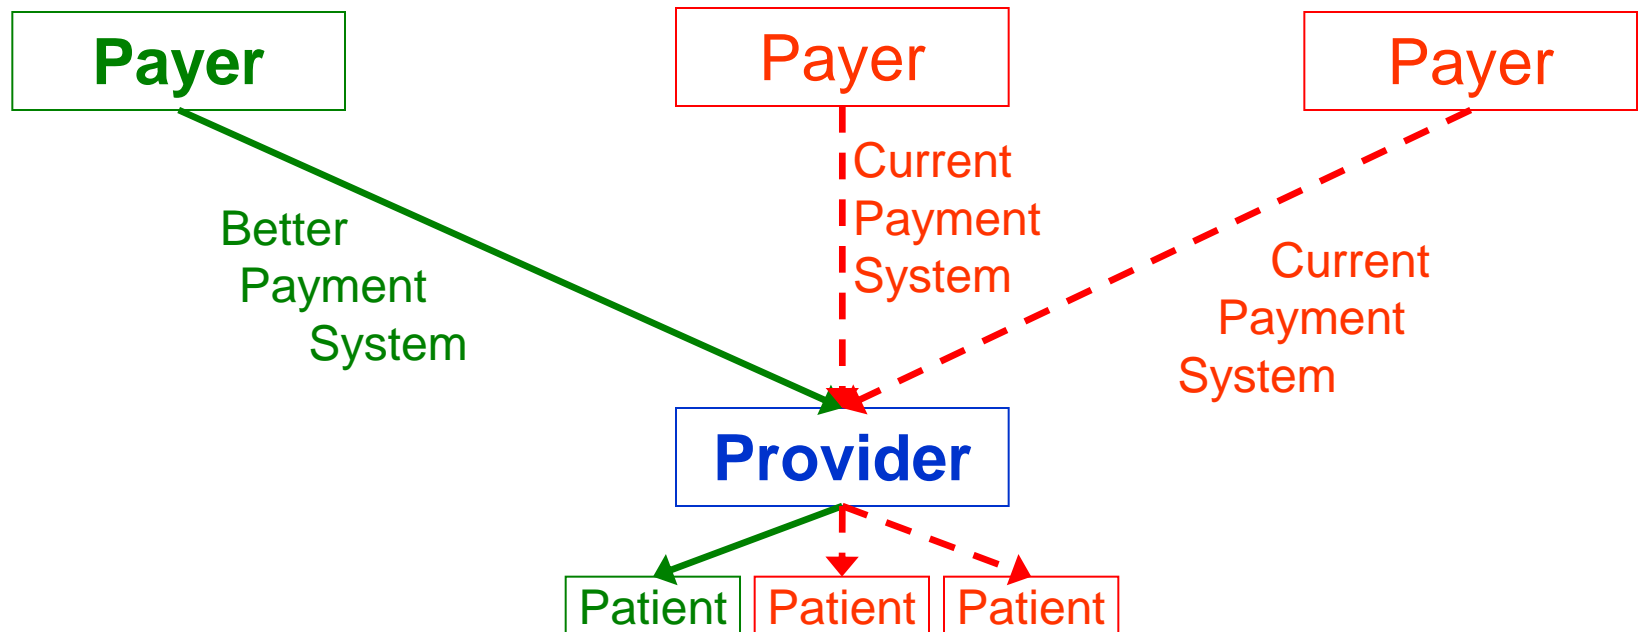 Payer
Payer
Payer
Better
Payment
System
Current
Payment
System
Current
Payment
System
Provider
Patient
Patient
Patient